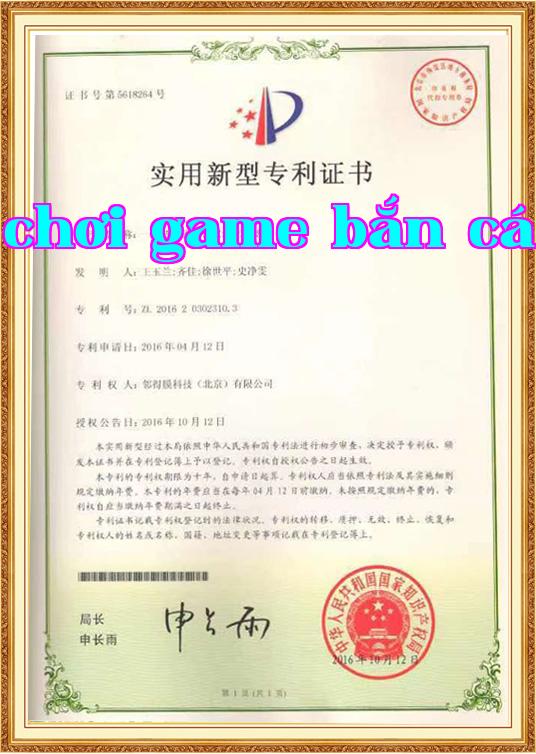 证书号第5618264号
实用新型专利证书
chơi game bắn cá
发 明 人：王玉兰;齐佳;徐世平;史净雯
专 利 号：ZL 2016 2 0302310.3
专利申请日：2016年04月12日
专 利 权 人：邻得膜科技（北京）有限公司
授权公告日：2016年10月12日
本实用新型经过本局依照中华人民共和国专利法进行初步审查，决定授予专利权，颁
发本证书并在专利登记簿上予以登记。专利权自授权公告之日起生效。
本专利的专利权期限为十年，自申请日起算。专利权人应当依照专利法及其实施细则
规定缴纳年费。本专利的年费应当在每年04月12日前缴纳。未按照规定缴纳年费的，专
利权自应当缴纳年费期满之日起终止。
专利证书记载专利权登记时的法律状况。专利权的转移、质押、无效、终止、恢复和
专利权人的姓名或名称、国籍、地址变更等事项记载在专利登记簿上。
局长
申长雨
申长雨
中华人民共和国国家知识产权局
2016年10月12日
第1页(共1页)